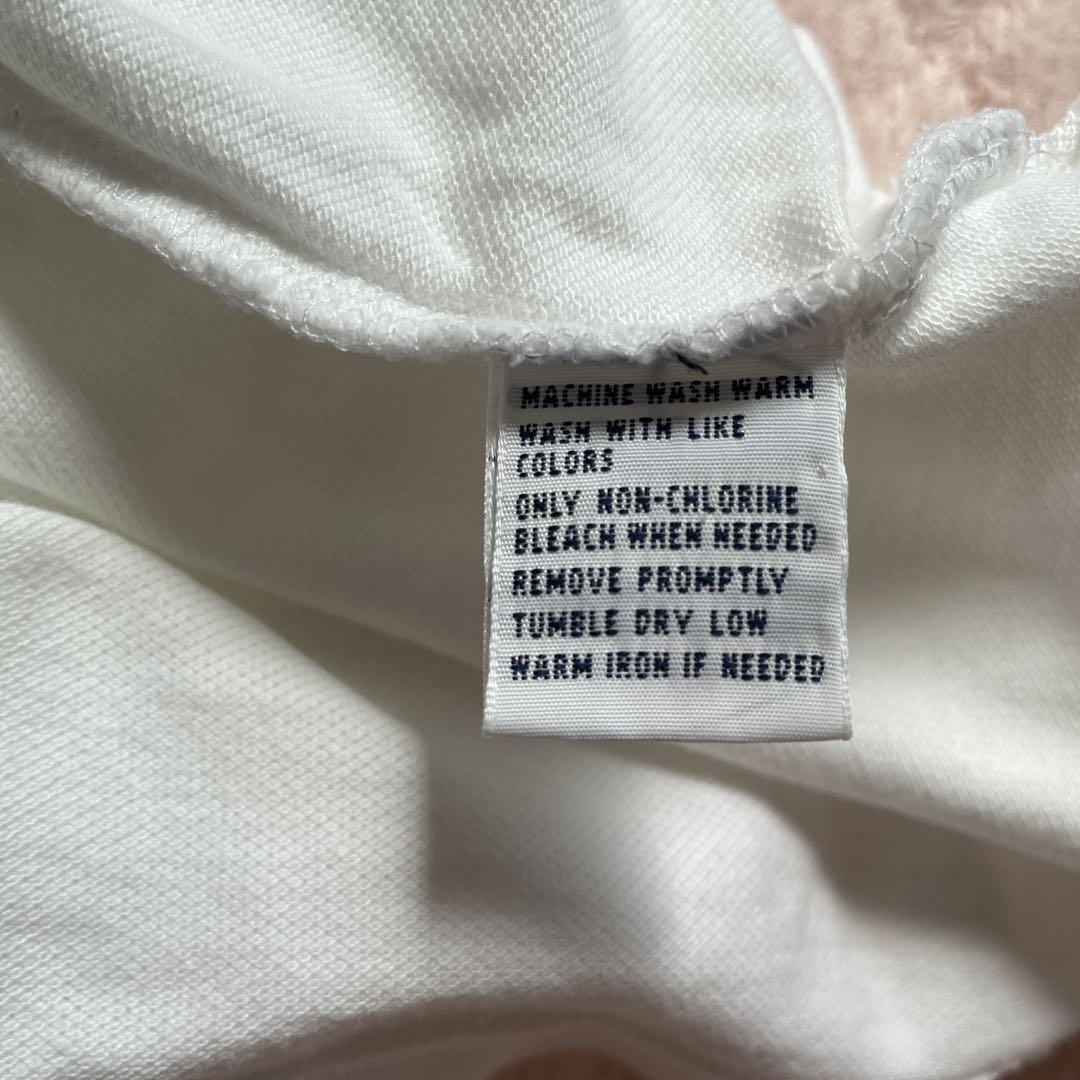 MACHINE WASH WARM
WASH WITH LIKE
COLORS
ONLY NON-CHLORINE
BLEACH WHEN NEEDED
REMOVE PROMPTLY
TUMBLE DRY LOW
WARM IRON IF NEEDED